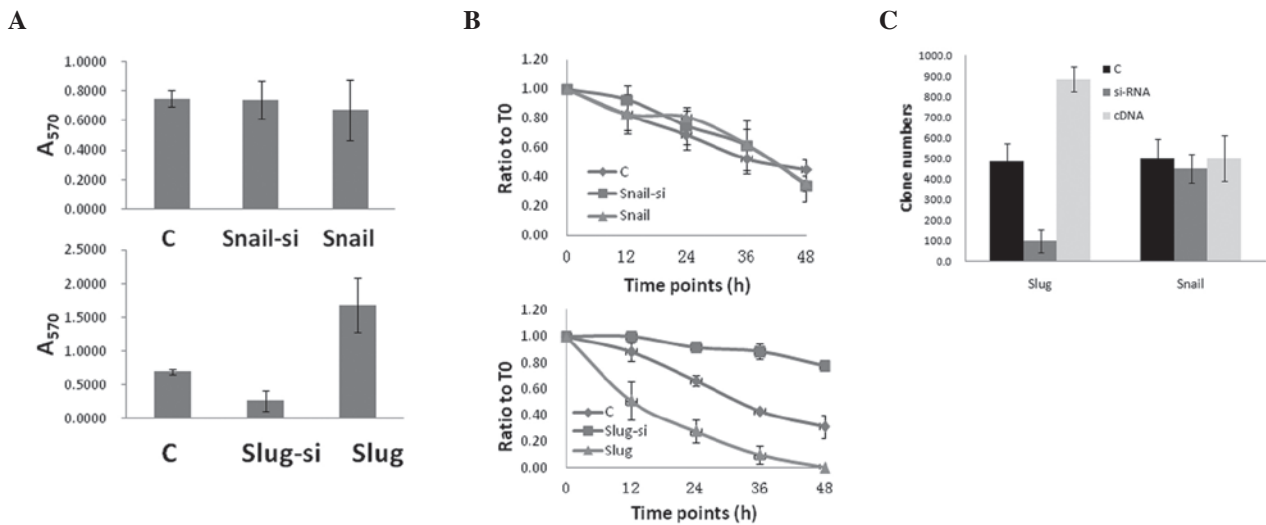 A
B
C
1.0000
0.8000
0.6000
0.4000
0.2000
0.0000
A570
C Snail-si Snail
2.5000
2.0000
1.5000
1.0000
0.5000
0.0000
A570
C Slug-si Slug
1.20
1.00
0.80
0.60
0.40
0.20
0.00
Ratio to T0
C
Snail-si
Snail
0 12 24 36 48
Time points (h)
1.20
1.00
0.80
0.60
0.40
0.20
0.00
Ratio to T0
C
Slug-si
Slug
0 12 24 36 48
Time points (h)
1000.0
900.0
800.0
700.0
600.0
500.0
400.0
300.0
200.0
100.0
0.0
Clone numbers
C
si-RNA
cDNA
Slug Snail